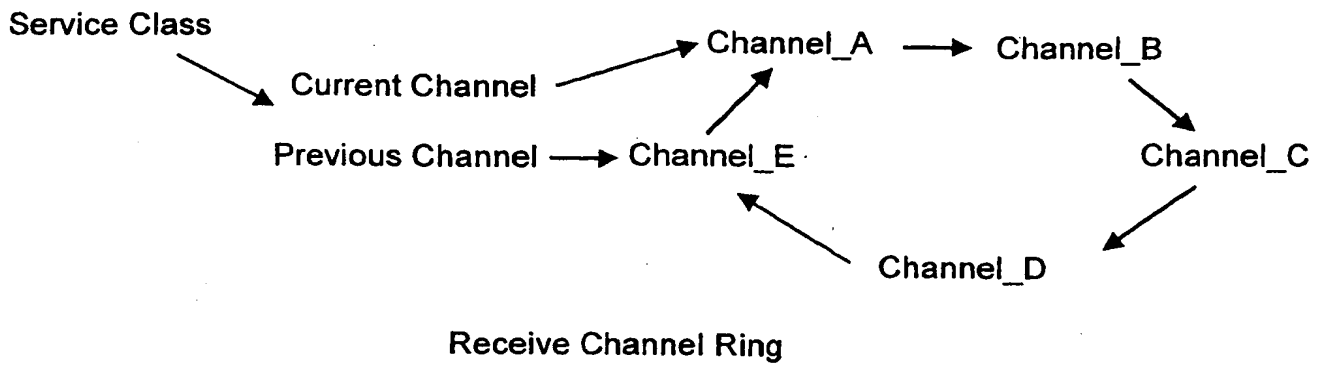 Service Class
Current Channel
Channel_A
Channel_B
Previous Channel
Channel_E
Channel_C
Channel_D
Receive Channel Ring